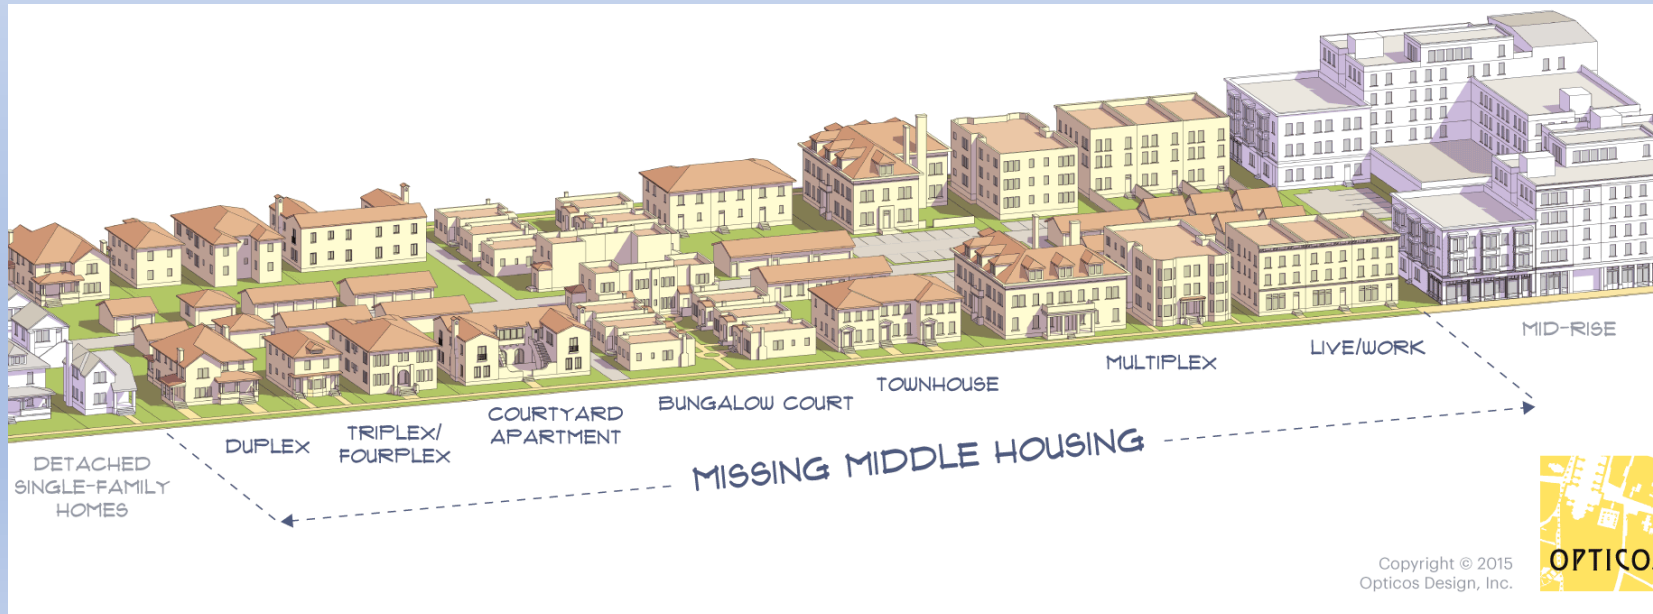 DETACHED
SINGLE-FAMILY
HOMES
DUPLEX
TRIPLEX/
FOURPLEX
COURTYARD
APARTMENT
BUNGALOW COURT
TOWNHOUSE
MULTIPLEX
LIVE/WORK
MID-RISE
MISSING MIDDLE HOUSING
Copyright © 2015
Opticos Design, Inc.
OPTICOS